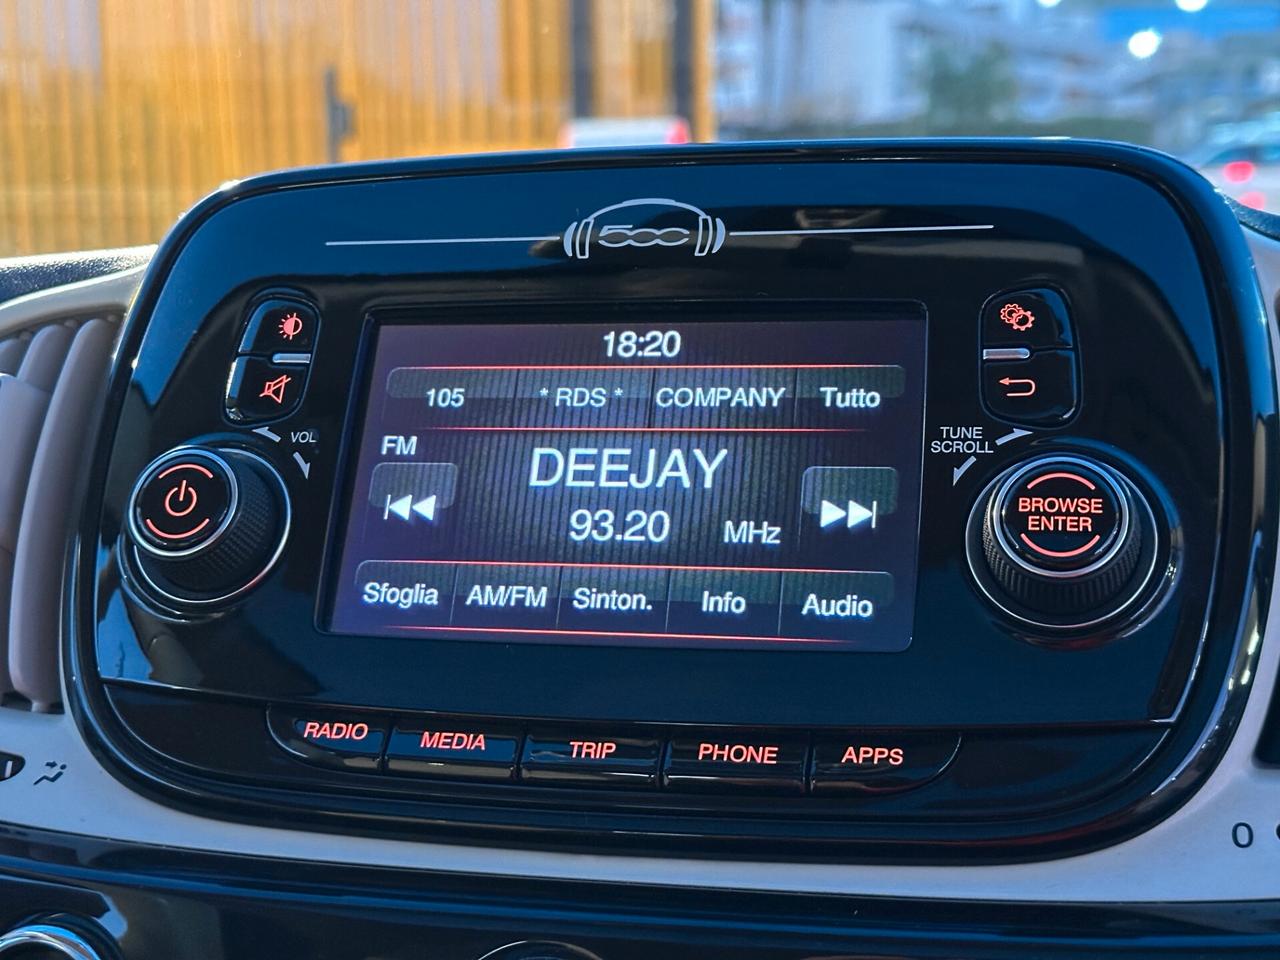 500
18:20
105 * RDS * COMPANY Tutto
VOL
TUNE
SCROLL
FM
DEEJAY
93.20 MHz
BROWSE
ENTER
Sfoglia AM/FM Sinton. Info Audio
RADIO MEDIA TRIP PHONE APPS
0